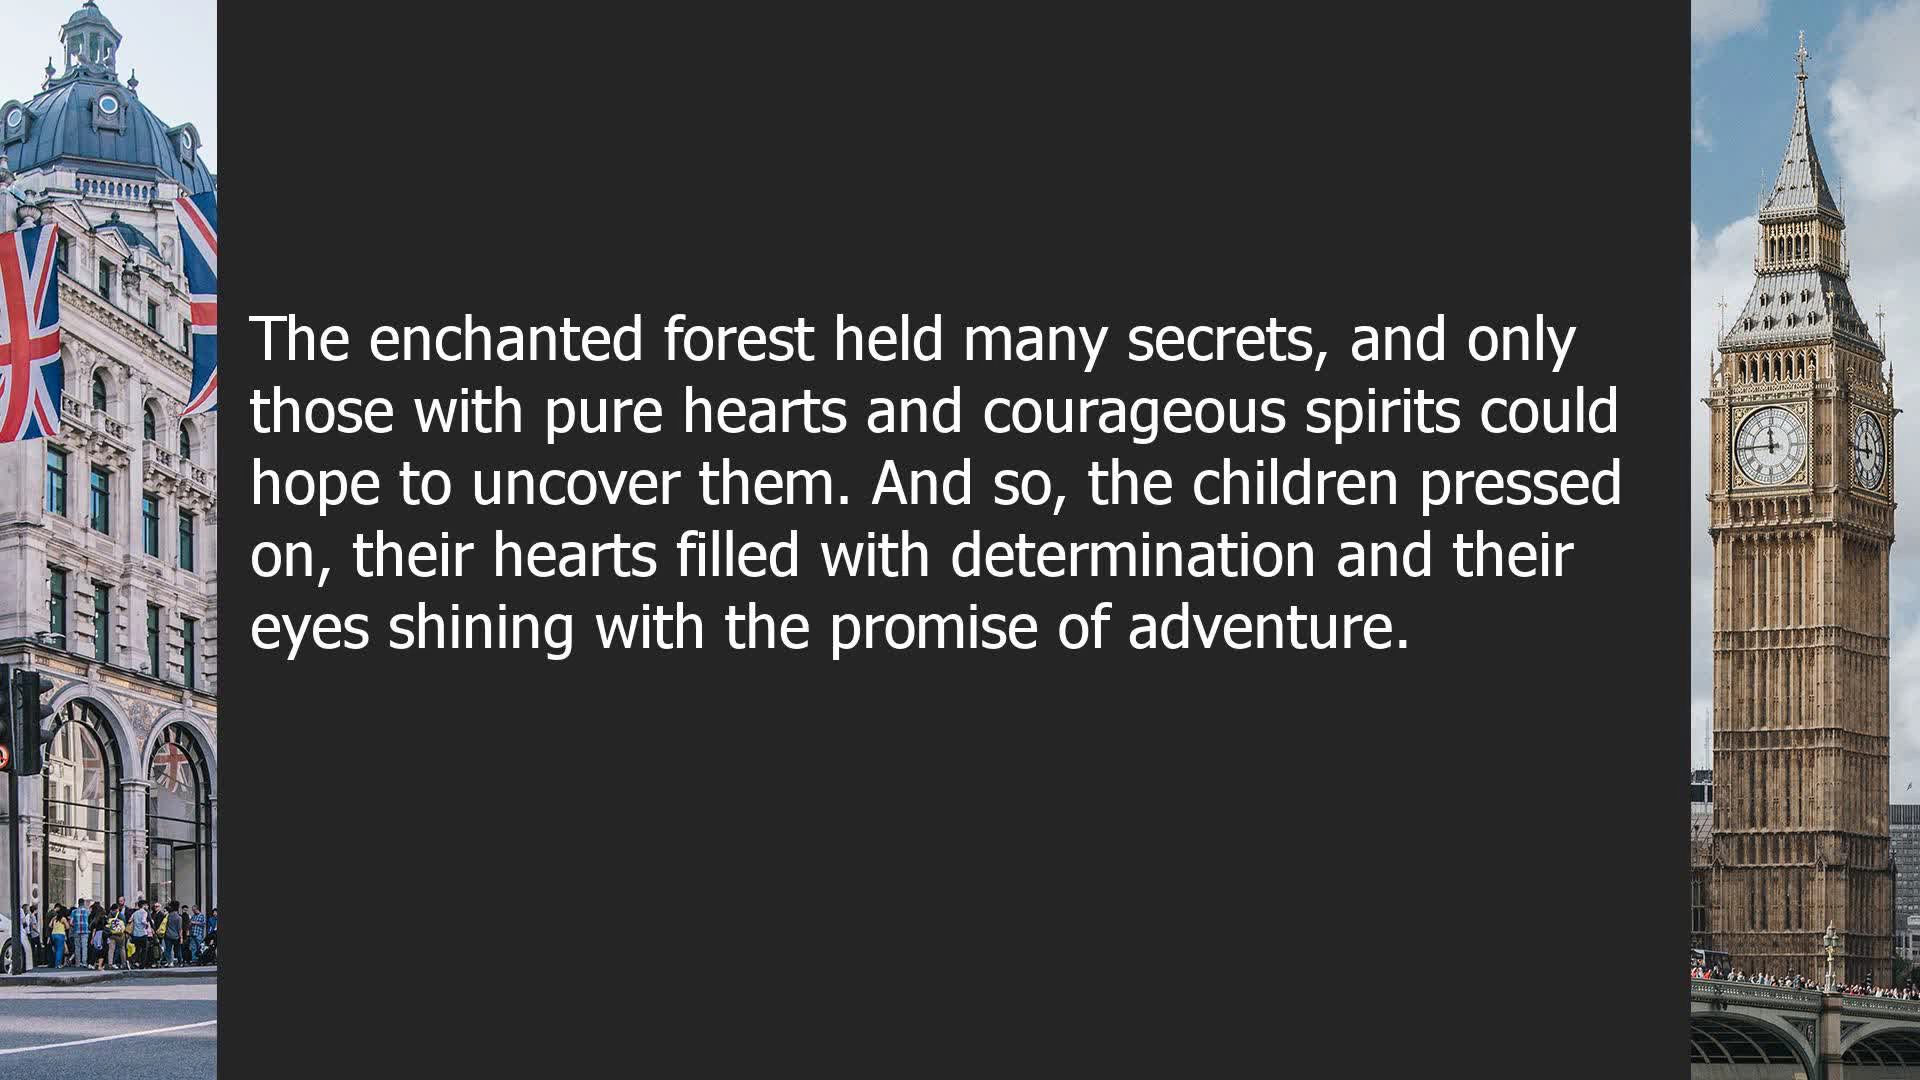 The enchanted forest held many secrets, and only
those with pure hearts and courageous spirits could
hope to uncover them. And so, the children pressed
on, their hearts filled with determination and their
eyes shining with the promise of adventure.